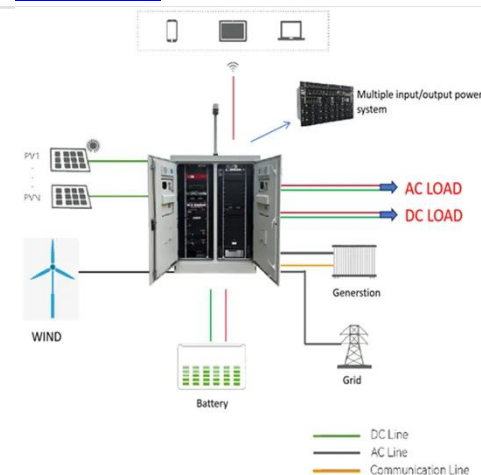 Multiple input/output power
system
PV1
PVN
AC LOAD
DC LOAD
WIND
Generstion
Grid
Battery
DC Line
AC Line
Communication Line